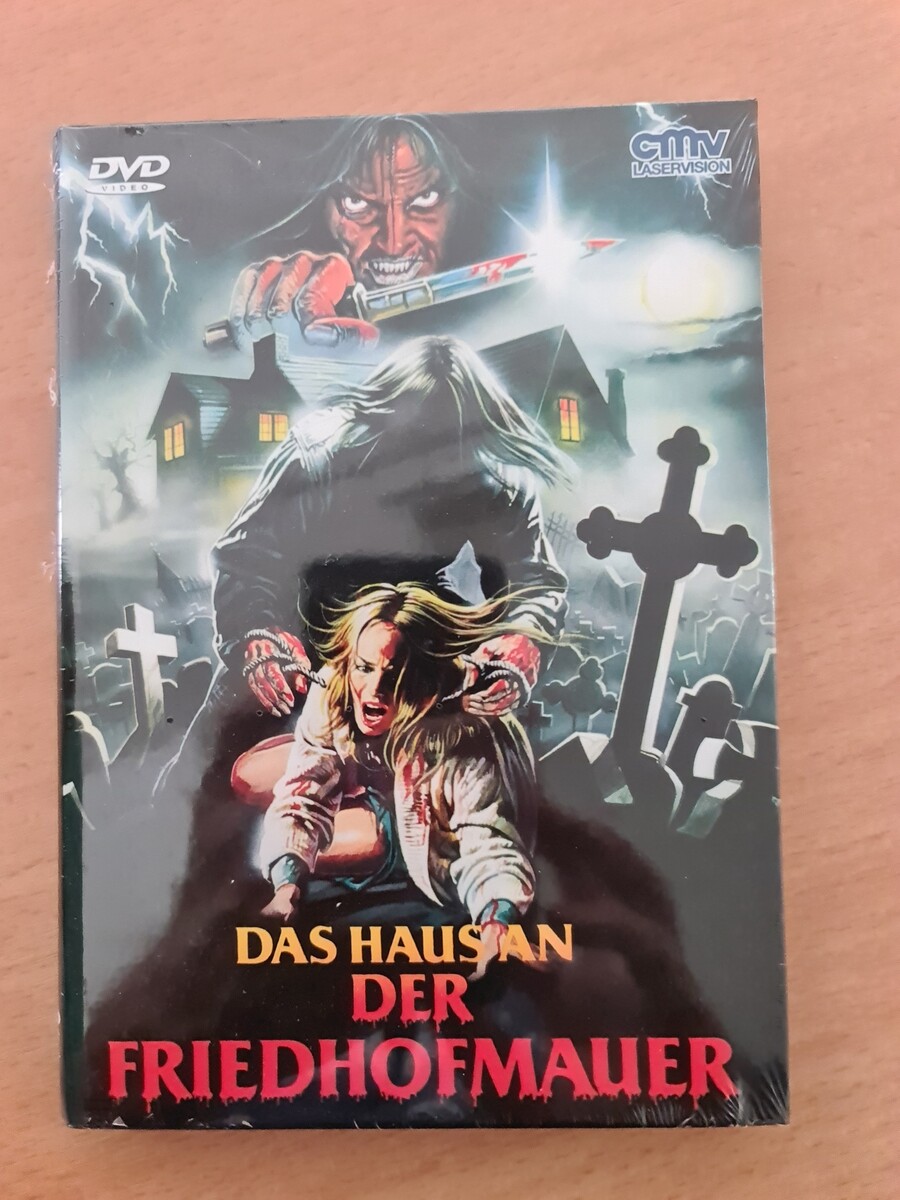 DVD
VIDEO
cmv
LASERVISION
DAS HAUS AN
DER
FRIEDHOFMAUER